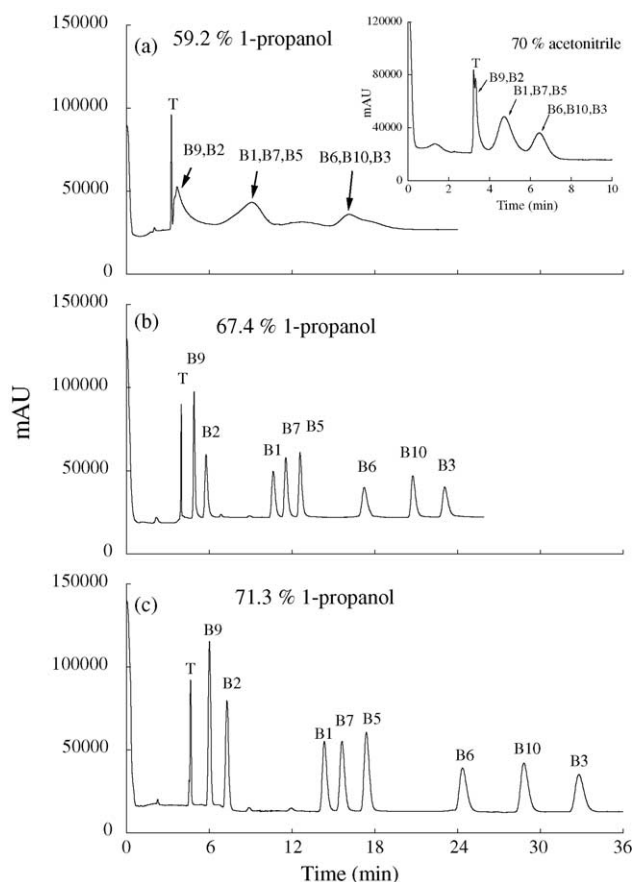 150000
(a)
59.2 % 1-propanol
100000
T
B9,B2
B1,B7,B5
B6,B10,B3
50000
0
120000
70 % acetonitrile
T
B9,B2
80000
B1,B7,B5
B6,B10,B3
mAU
40000
0
0 2 4 6 8 10
Time (min)
150000
(b)
67.4 % 1-propanol
B9
100000
T
B2
B1
B7 B5
B6
B10
B3
mAU
50000
0
150000
(c)
71.3 % 1-propanol
B9
100000
T
B2
B1
B7
B5
B6
B10
B3
50000
0
0 6 12 18 24 30 36
Time (min)